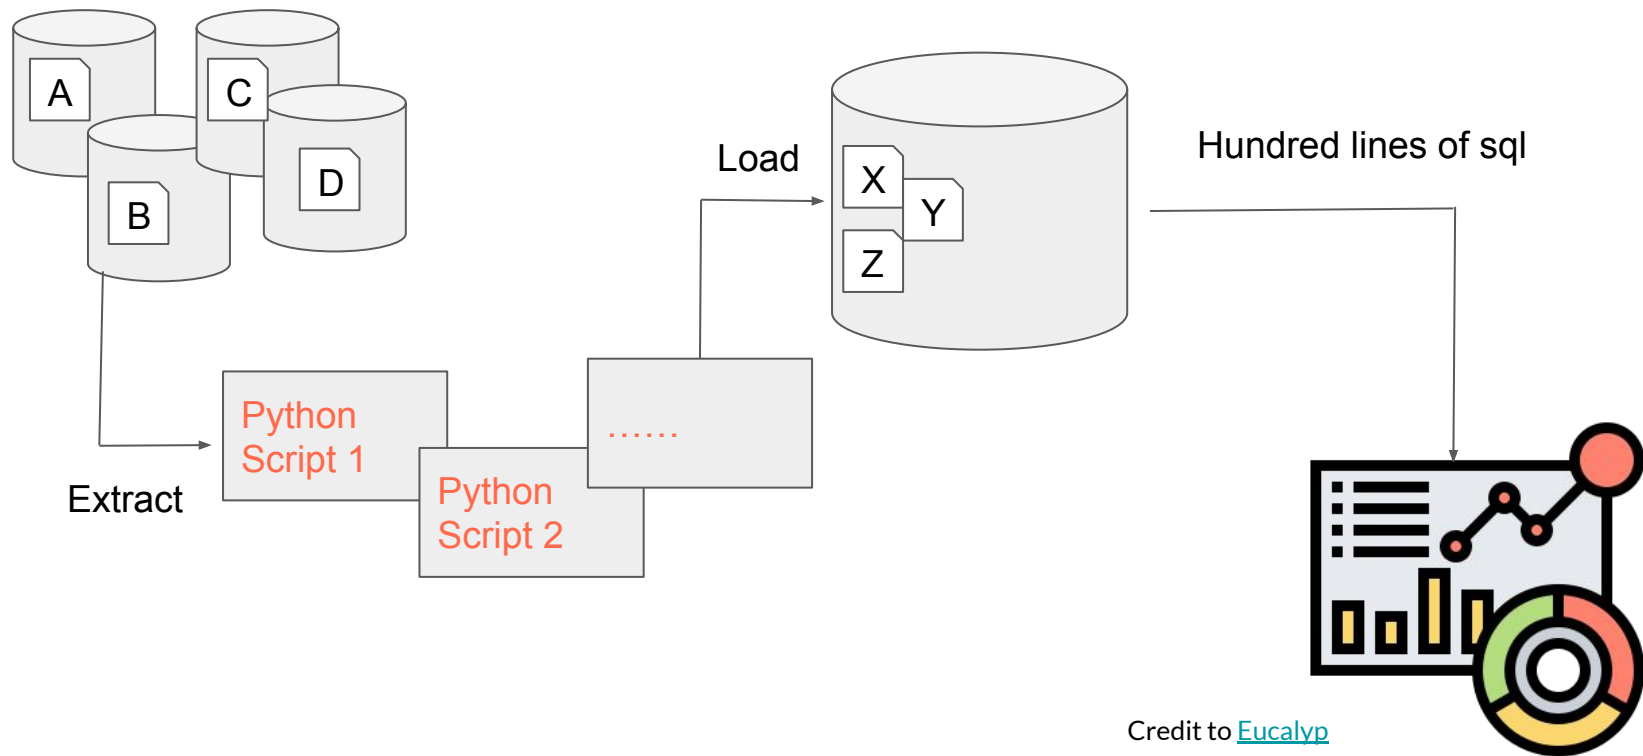 A
C
B
D
Extract
Python
Script 1
Python
Script 2
......
Load
X
Y
Z
Hundred lines of sql
Credit to Eucalyp